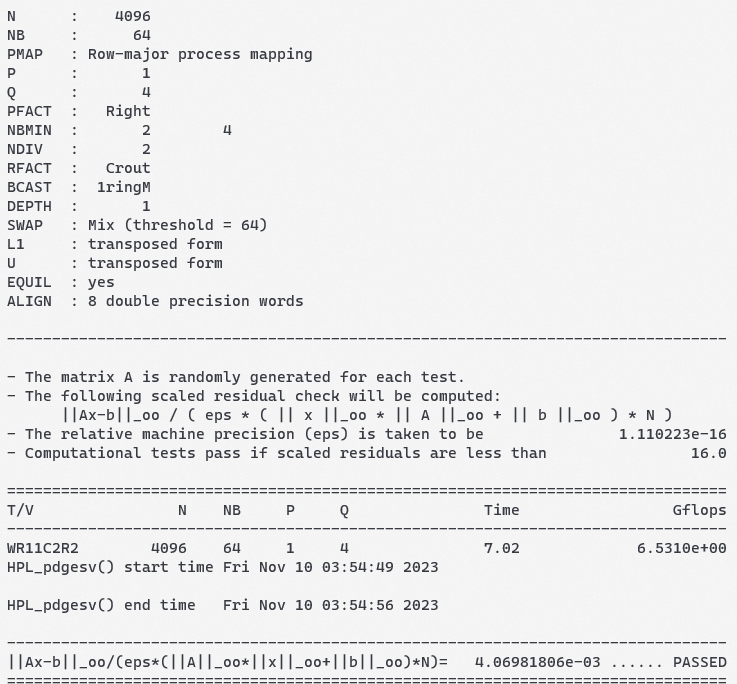 N      :    4096
NB     :      64
PMAP   : Row-major process mapping
P      :       1
Q      :       4
PFACT  :   Right
NBMIN  :       2        4
NDIV   :       2
RFACT  :   Crout
BCAST  :  1ringM
DEPTH  :       1
SWAP   : Mix (threshold = 64)
L1     : transposed form
U      : transposed form
EQUIL  : yes
ALIGN  : 8 double precision words
--------------------------------------------------------------------------------
- The matrix A is randomly generated for each test.
- The following scaled residual check will be computed:
      ||Ax-b||_oo / ( eps * ( || x ||_oo * || A ||_oo + || b ||_oo ) * N )
- The relative machine precision (eps) is taken to be               1.110223e-16
- Computational tests pass if scaled residuals are less than                16.0
================================================================================
T/V                N    NB     P     Q               Time                 Gflops
--------------------------------------------------------------------------------
WR11C2R2        4096    64     1     4               7.02             6.5310e+00
HPL_pdgesv() start time Fri Nov 10 03:54:49 2023
HPL_pdgesv() end time   Fri Nov 10 03:54:56 2023
--------------------------------------------------------------------------------
||Ax-b||_oo/(eps*(||A||_oo*||x||_oo+||b||_oo)*N)=   4.06981806e-03 ...... PASSED
================================================================================